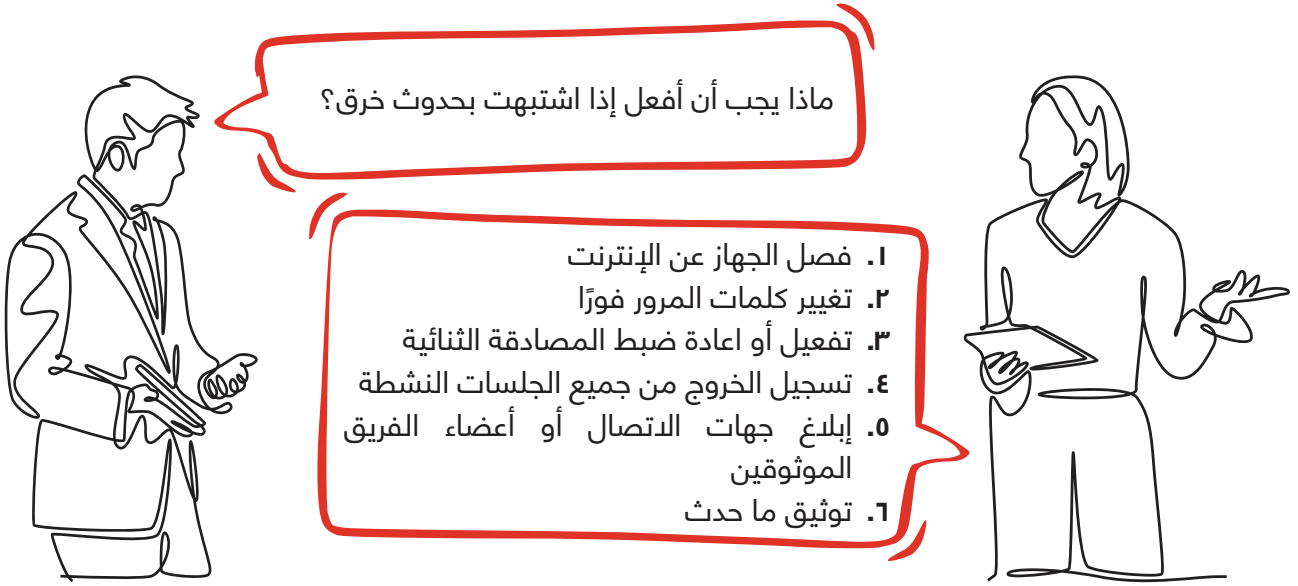 ماذا يجب أن أفعل إذا اشتبهت بحدوث خرق؟
١. فصل الجهاز عن الإنترنت
٢. تغيير كلمات المرور فورًا
٣. تفعيل أو اعادة ضبط المصادقة الثنائية
٤. تسجيل الخروج من جميع الجلسات النشطة
٥. إبلاغ جهات الاتصال أو أعضاء الفريق
الموثوقين
٦. توثيق ما حدث